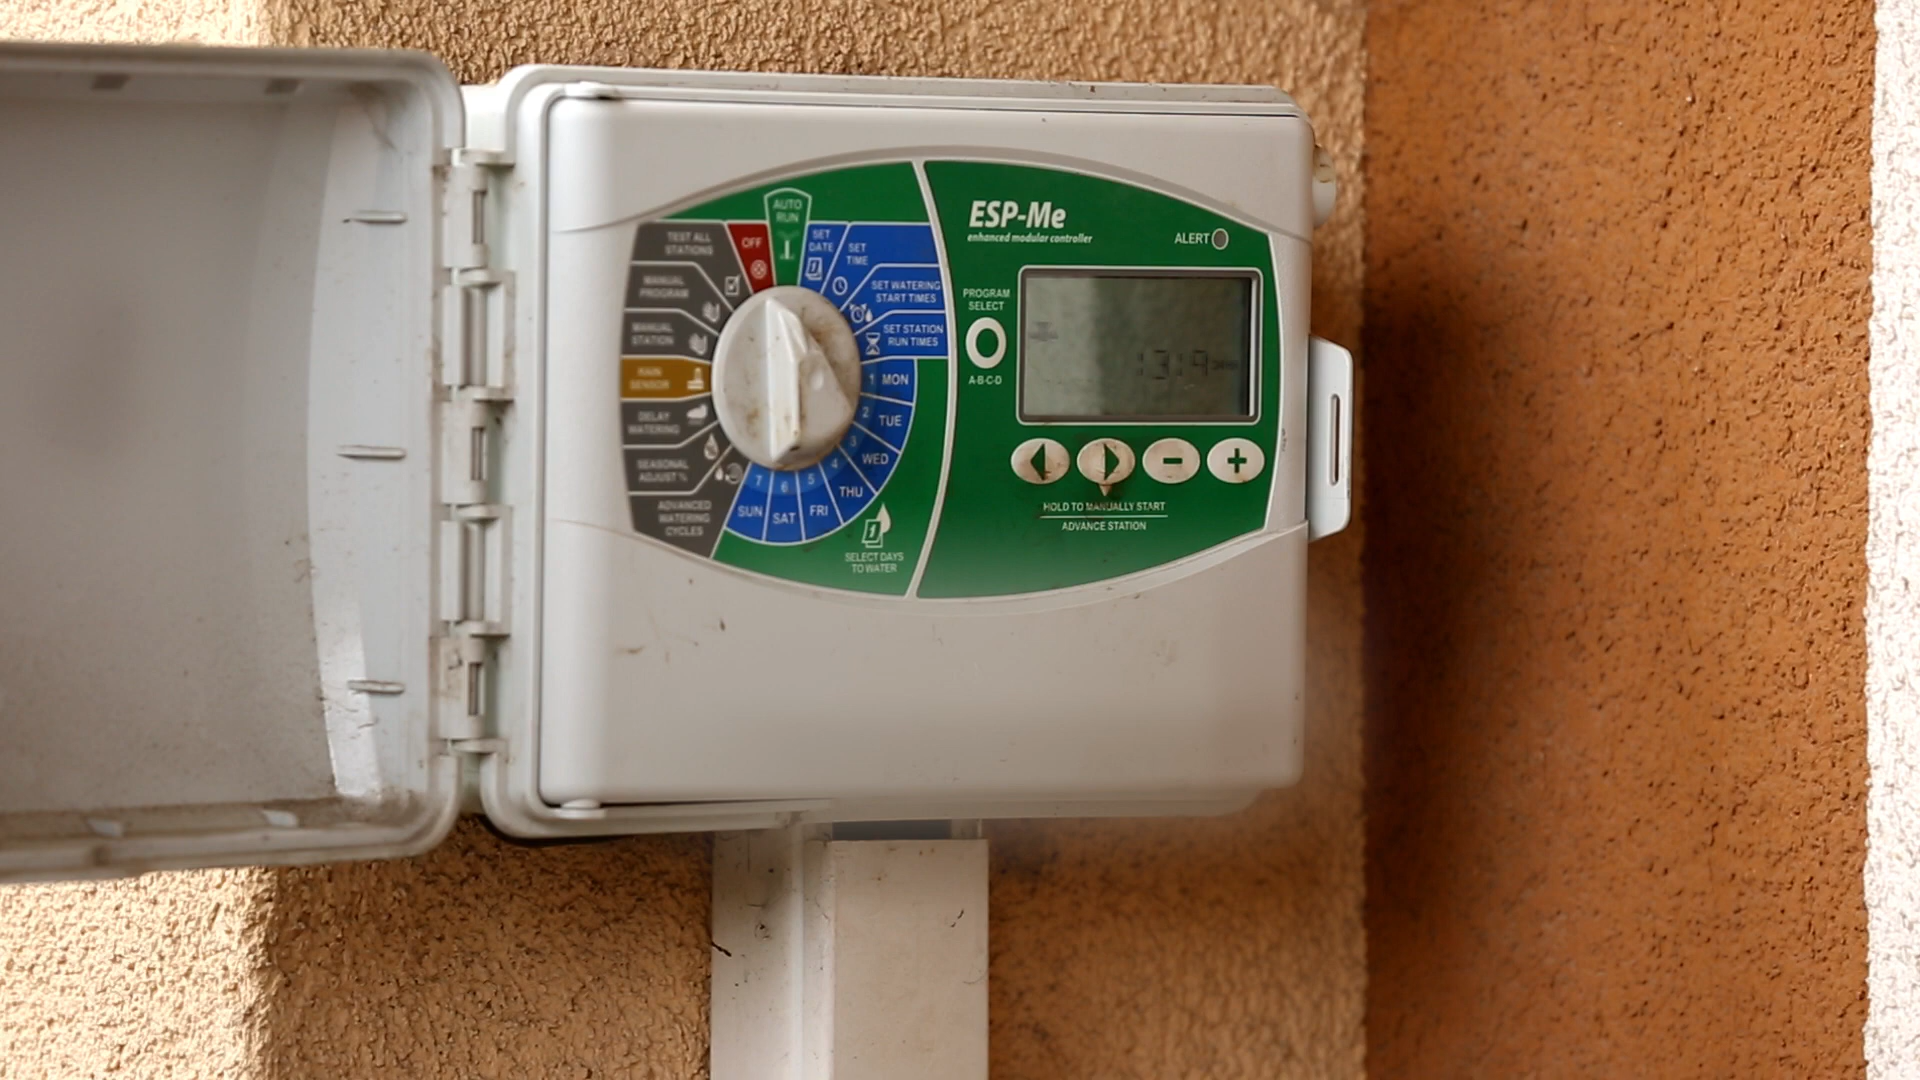 AUTO
RUN
OFF
SET
DATE
SET
TIME
SET WATERING
START TIMES
SET STATION
RUN TIMES
1 MON
2 TUE
3 WED
4 THU
5 FRI
6 SAT
7 SUN
SELECT DAYS
TO WATER
TEST ALL
STATIONS
MANUAL
PROGRAM
MANUAL
STATION
RAIN
SENSOR
DELAY
WATERING
SEASONAL
ADJUST %
ADVANCED
WATERING
CYCLES
ESP-Me
enhanced modular controller
ALERT
PROGRAM
SELECT
A-B-C-D
- +
HOLD TO MANUALLY START
ADVANCE STATION